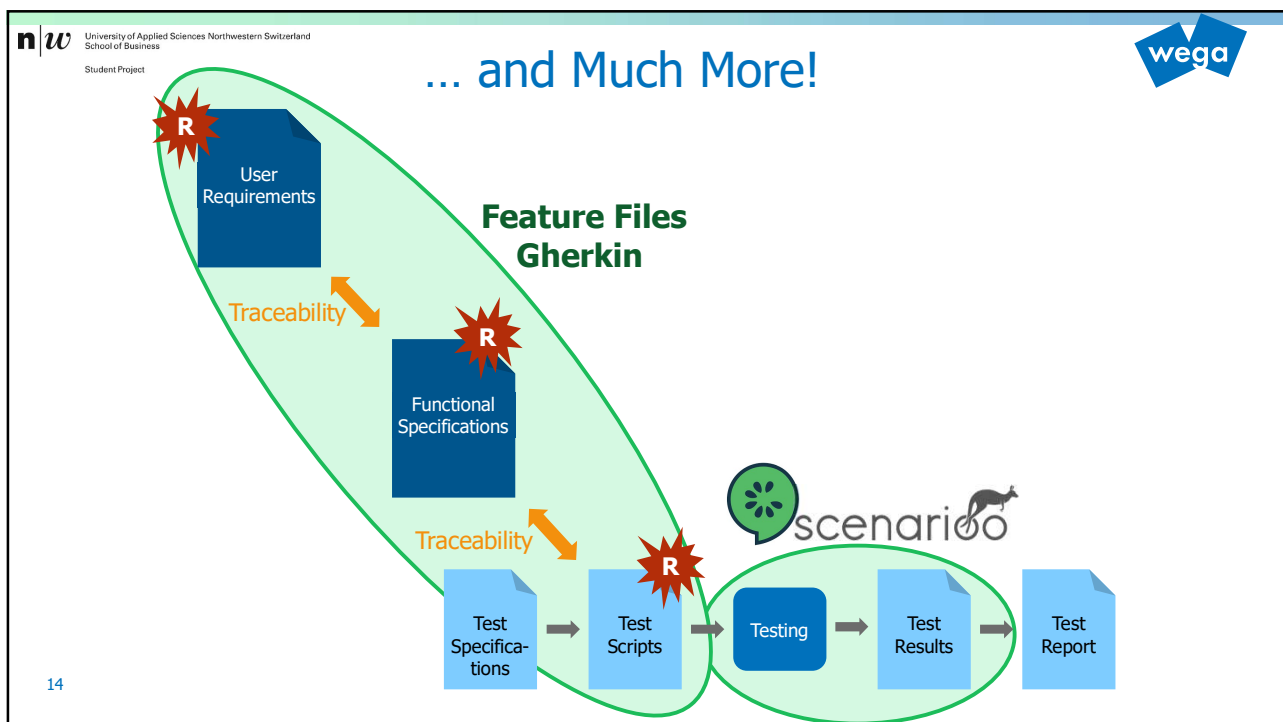 n|w
University of Applied Sciences Northwestern Switzerland
School of Business
Student Project
... and Much More!
wega
R
User
Requirements
Feature Files
Gherkin
Traceability
R
Functional
Specifications
scenarioo
Traceability
R
Test
Specifica-
tions
Test
Scripts
Testing
Test
Results
Test
Report
14